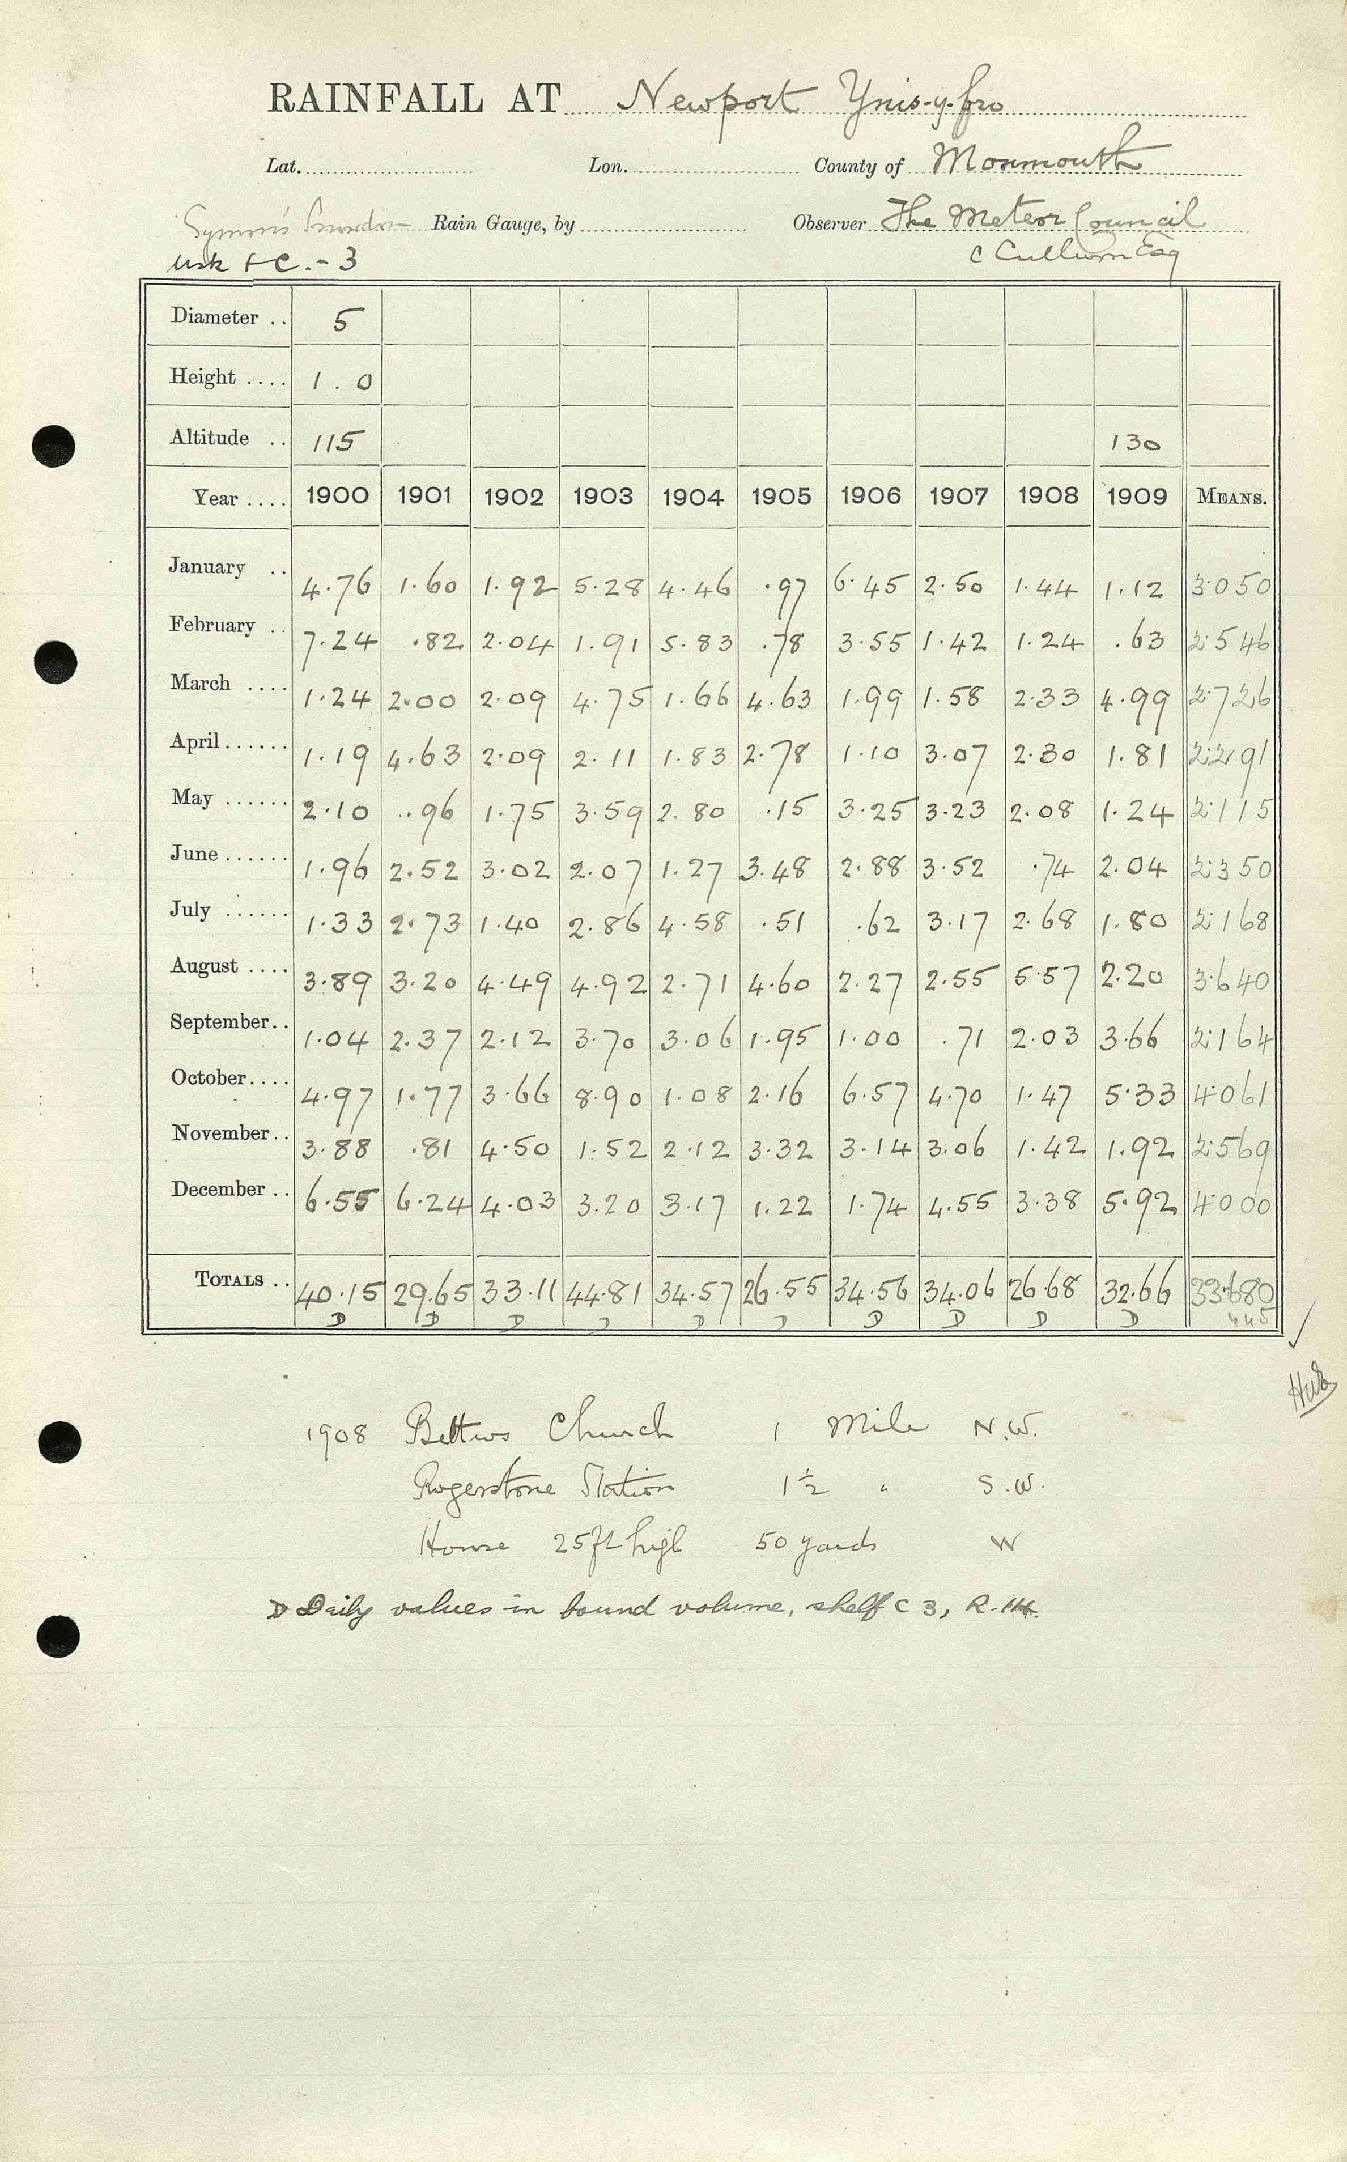 RAINFALL AT Newport Ynis-y-fro
Lat. Lon. County of Monmouth
Symon's Snowdon Rain Gauge, by Observer The Meteor Council
Usk & C. - 3 C Cullum Esq
Diameter .. 5
Height .... 1.0
Altitude .. 115 130
Year .... 1900 1901 1902 1903 1904 1905 1906 1907 1908 1909 MEANS.
January .. 4.76 1.60 1.92 5.28 4.46 .97 6.45 2.50 1.44 1.12 3.050
February .. 7.24 .82 2.04 1.91 5.83 .78 3.55 1.42 1.24 .63 2.546
March .... 1.24 2.00 2.09 4.75 1.66 4.63 1.99 1.58 2.33 4.99 2.726
April...... 1.19 4.63 2.09 2.11 1.83 2.78 1.10 3.07 2.30 1.81 2.291
May ...... 2.10 .96 1.75 3.59 2.80 .15 3.25 3.23 2.08 1.24 2.115
June...... 1.96 2.52 3.02 2.07 1.27 3.48 2.88 3.52 .74 2.04 2.350
July ...... 1.33 2.73 1.40 2.86 4.58 .51 .62 3.17 2.68 1.80 2.168
August .... 3.89 3.20 4.49 4.92 2.71 4.60 2.27 2.55 5.57 2.20 3.640
September.. 1.04 2.37 2.12 3.70 3.06 1.95 1.00 .71 2.03 3.66 2.164
October.... 4.97 1.77 3.66 8.90 1.08 2.16 6.57 4.70 1.47 5.33 4.061
November.. 3.88 .81 4.50 1.52 2.12 3.32 3.14 3.06 1.42 1.92 2.569
December .. 6.55 6.24 4.03 3.20 3.17 1.22 1.74 4.55 3.38 5.92 4.000
TOTALS .. 40.15 29.65 33.11 44.81 34.57 26.55 34.56 34.06 26.68 32.66 33.680
D D D D D D D D D D 445
1908 Bettws Church 1 Mile N.W.
Rogerstone Station 1½ " S.W.
House 25ft high 50 yards W
D Daily values in bound volume, shelf C 3, R.